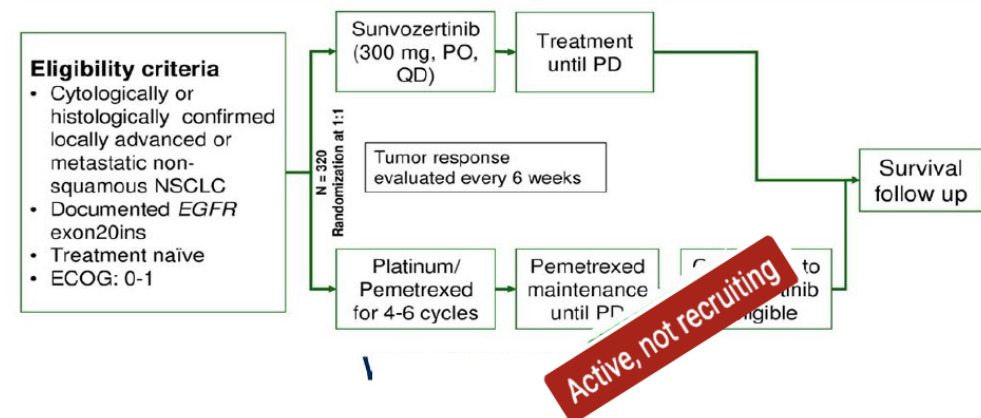 Eligibility criteria
• Cytologically or
histologically confirmed
locally advanced or
metastatic non-
squamous NSCLC
• Documented EGFR
exon20ins
• Treatment naïve
• ECOG: 0-1
N = 320
Randomization at 1:1
Sunvozertinib
(300 mg, PO,
QD)
Treatment
until PD
Tumor response
evaluated every 6 weeks
Platinum/
Pemetrexed
for 4-6 cycles
Pemetrexed
maintenance
until PD
to
Active, not recruiting
Survival
follow up